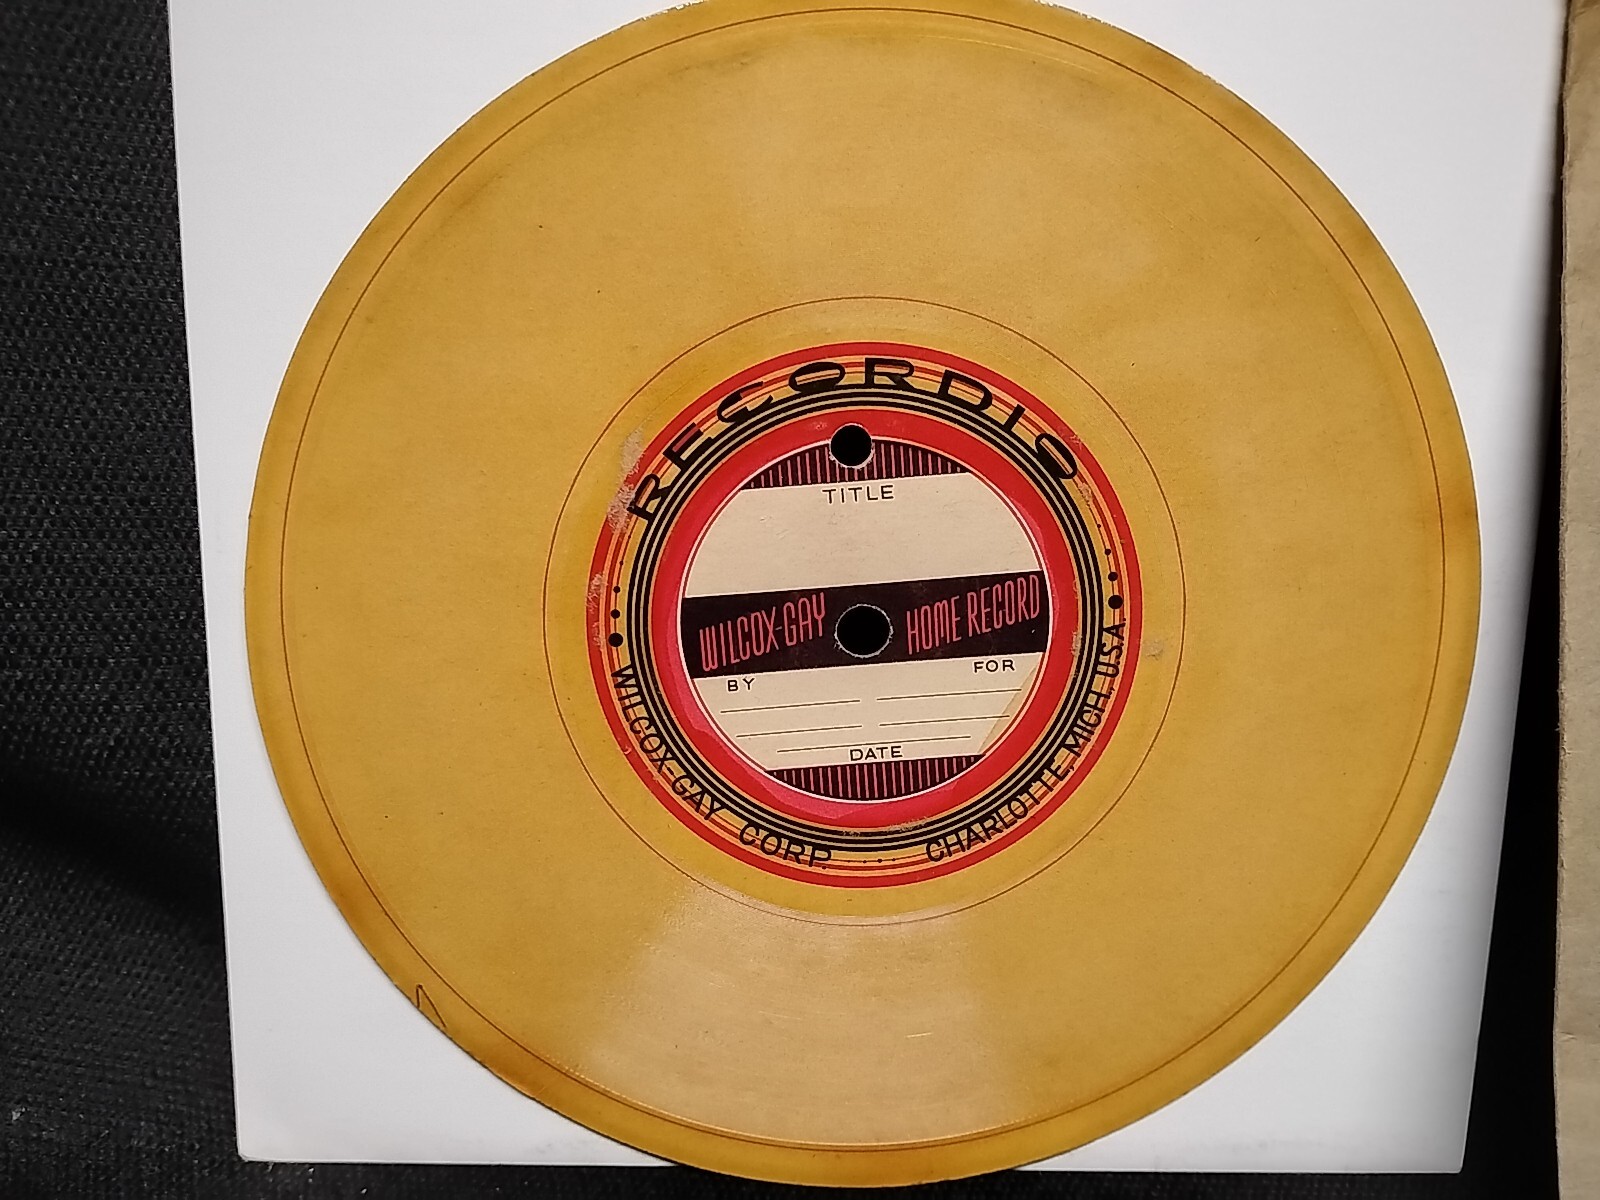 RECORDIO
TITLE
WILCOX-GAY HOME RECORD
BY FOR
DATE
WILCOX-GAY CORP. ... CHARLOTTE, MICH., U.S.A.